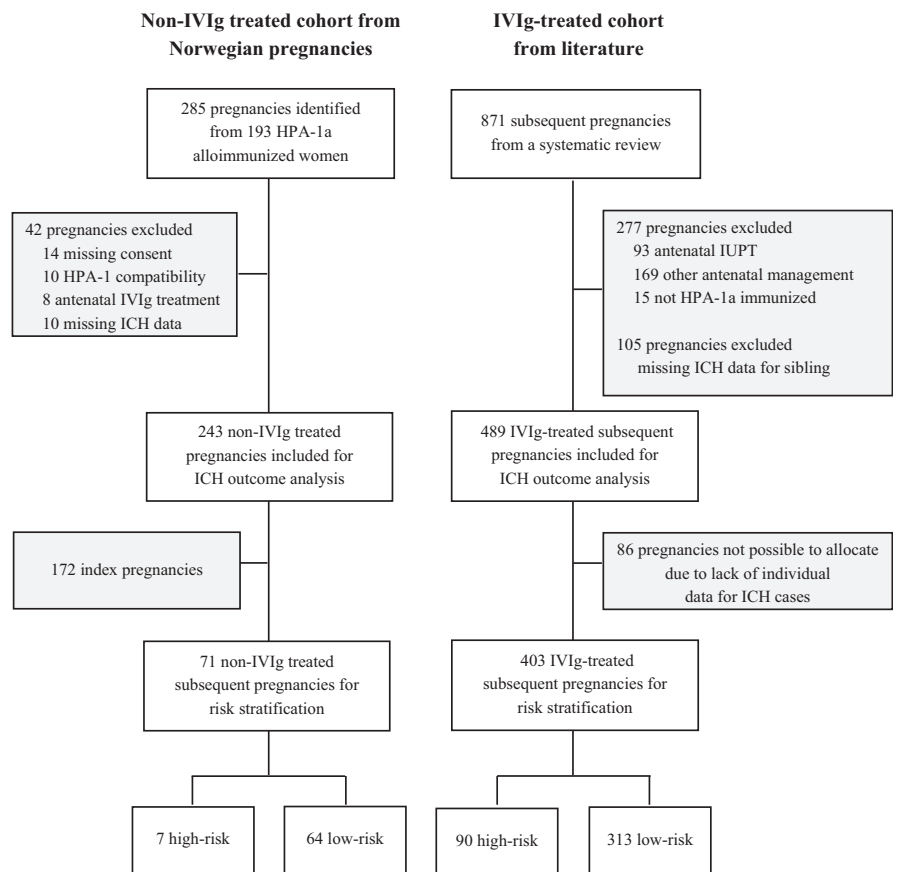 Non-IVIg treated cohort from
Norwegian pregnancies
285 pregnancies identified
from 193 HPA-1a
alloimmunized women
42 pregnancies excluded
14 missing consent
10 HPA-1 compatibility
8 antenatal IVIg treatment
10 missing ICH data
243 non-IVIg treated
pregnancies included for
ICH outcome analysis
172 index pregnancies
71 non-IVIg treated
subsequent pregnancies for
risk stratification
7 high-risk
64 low-risk
IVIg-treated cohort
from literature
871 subsequent pregnancies
from a systematic review
277 pregnancies excluded
93 antenatal IUPT
169 other antenatal management
15 not HPA-1a immunized
105 pregnancies excluded
missing ICH data for sibling
489 IVIg-treated subsequent
pregnancies included for
ICH outcome analysis
86 pregnancies not possible to allocate
due to lack of individual
data for ICH cases
403 IVIg-treated
subsequent pregnancies for
risk stratification
90 high-risk
313 low-risk